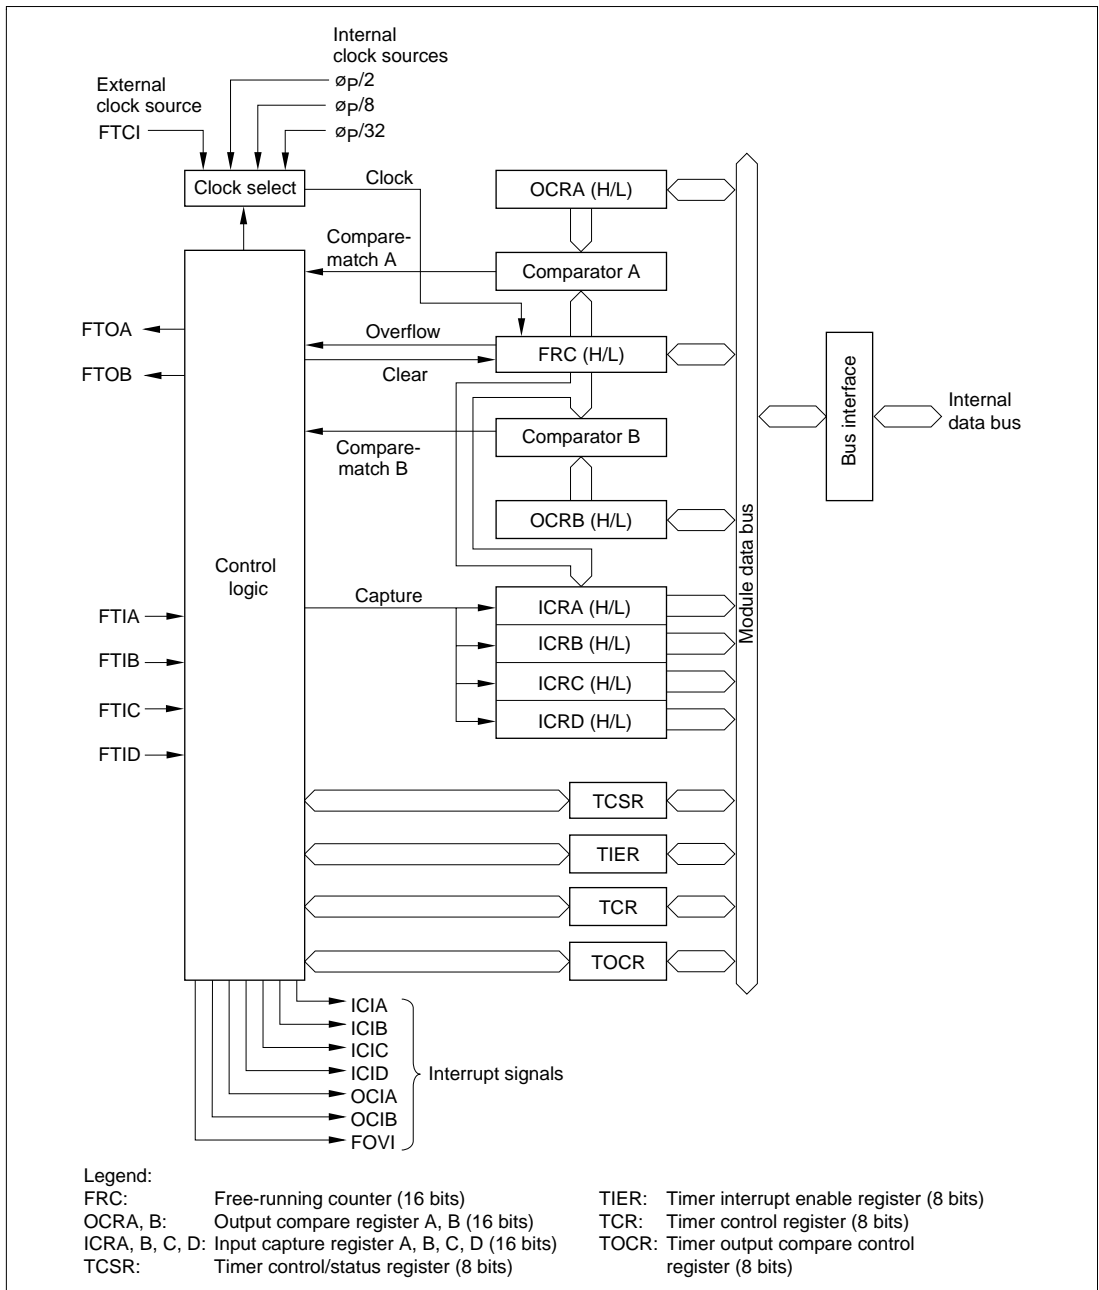 Internal
clock sources
External
clock source
øP/2
øP/8
FTCI
øP/32
Clock select
Clock
OCRA (H/L)
Compare-
match A
Comparator A
FTOA
Overflow
FRC (H/L)
FTOB
Clear
Internal
data bus
Bus interface
Comparator B
Compare-
match B
OCRB (H/L)
Module data bus
Control
logic
Capture
ICRA (H/L)
FTIA
ICRB (H/L)
FTIB
ICRC (H/L)
FTIC
ICRD (H/L)
FTID
TCSR
TIER
TCR
TOCR
ICIA
ICIB
ICIC
ICID
OCIA
OCIB
FOVI
Interrupt signals
Legend:
FRC: Free-running counter (16 bits)
OCRA, B: Output compare register A, B (16 bits)
ICRA, B, C, D: Input capture register A, B, C, D (16 bits)
TCSR: Timer control/status register (8 bits)
TIER: Timer interrupt enable register (8 bits)
TCR: Timer control register (8 bits)
TOCR: Timer output compare control
register (8 bits)